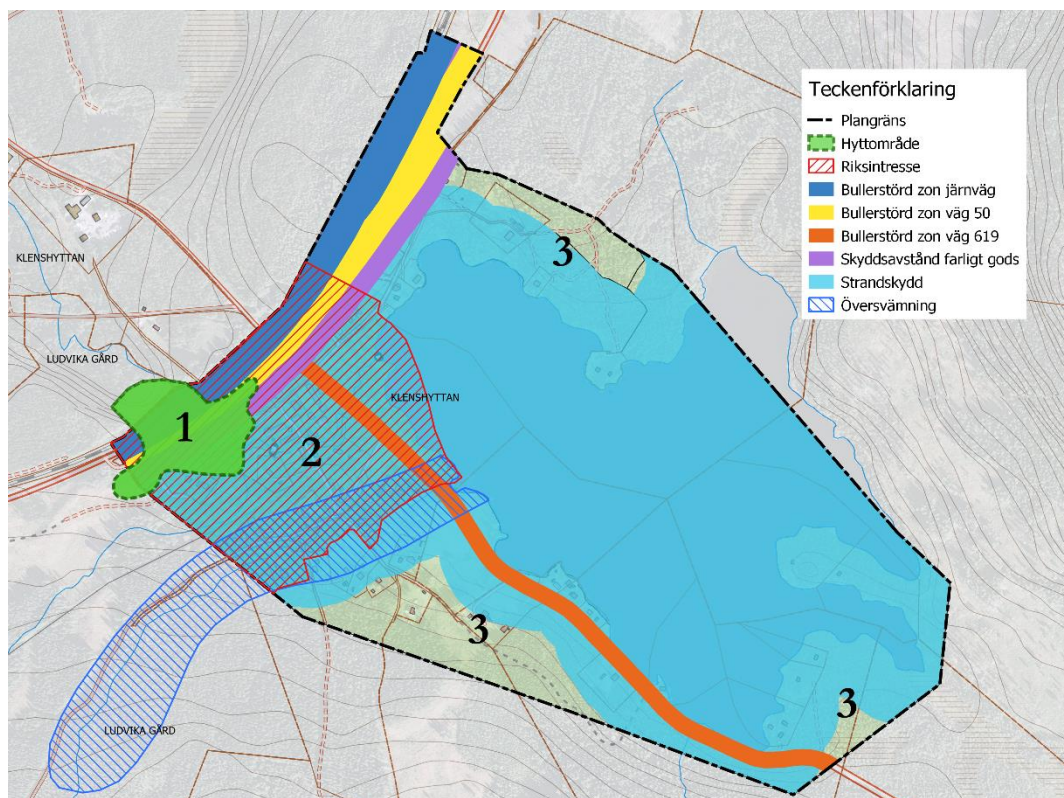 Teckenförklaring
Plangräns
Hyttområde
Riksintresse
Bullerstörd zon järnväg
Bullerstörd zon väg 50
Bullerstörd zon väg 619
Skyddsavstånd farligt gods
Strandskydd
Översvämning
3
KLENSHYTTAN
LUDVIKA GÅRD
KLENSHYTTAN
1
2
3
3
LUDVIKA GÅRD